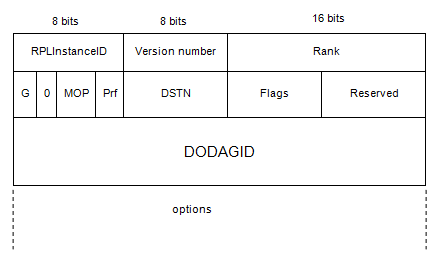 8 bits 8 bits 16 bits
RPLInstanceID Version number Rank
G 0 MOP Prf DSTN Flags Reserved
DODAGID
options